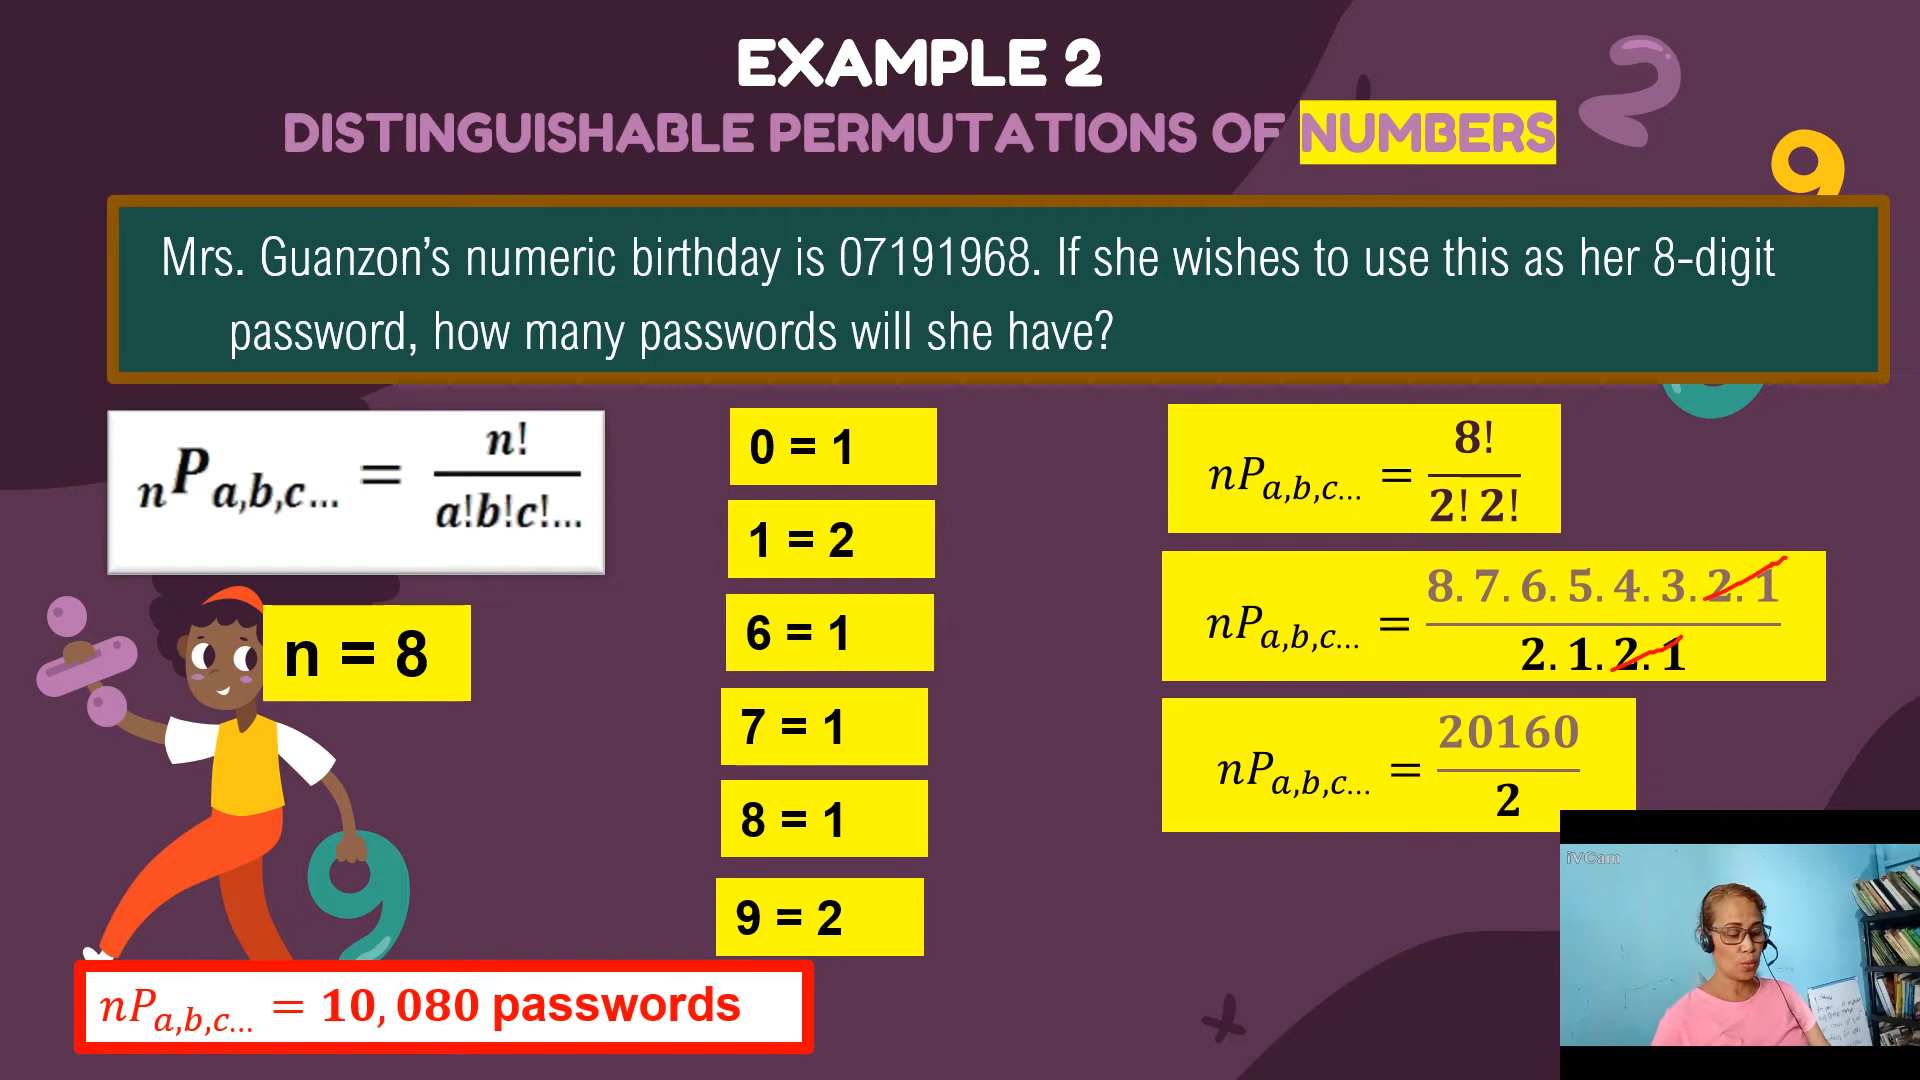 EXAMPLE 2
DISTINGUISHABLE PERMUTATIONS OF NUMBERS
Mrs. Guanzon's numeric birthday is 07191968. If she wishes to use this as her 8-digit
password, how many passwords will she have?
nPa,b,c... = n! / a!b!c!...
n = 8
0 = 1
1 = 2
6 = 1
7 = 1
8 = 1
9 = 2
nPa,b,c... = 8! / 2! 2!
nPa,b,c... = 8.7.6.5.4.3.2.1 / 2.1.2.1
nPa,b,c... = 20160 / 2
nPa,b,c... = 10,080 passwords
iVCam